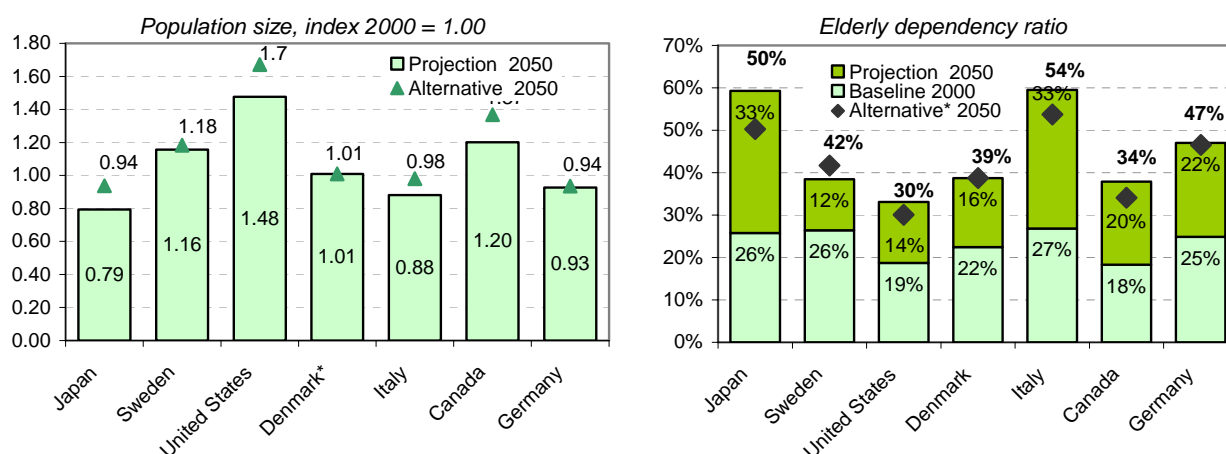 Population size, index 2000 = 1.00
1.80
1.60
1.40
1.20
1.00
0.80
0.60
0.40
0.20
0.00
Projection 2050
Alternative 2050
0.94
1.18
1.7
1.01
0.98
0.94
0.79
1.16
1.48
1.01
0.88
1.20
0.93
Japan
Sweden
United States
Denmark*
Italy
Canada
Germany
Elderly dependency ratio
70%
60%
50%
40%
30%
20%
10%
0%
Projection 2050
Baseline 2000
Alternative* 2050
50%
42%
30%
39%
54%
34%
47%
33%
12%
14%
16%
33%
20%
22%
26%
26%
19%
22%
27%
18%
25%
Japan
Sweden
United States
Denmark
Italy
Canada
Germany